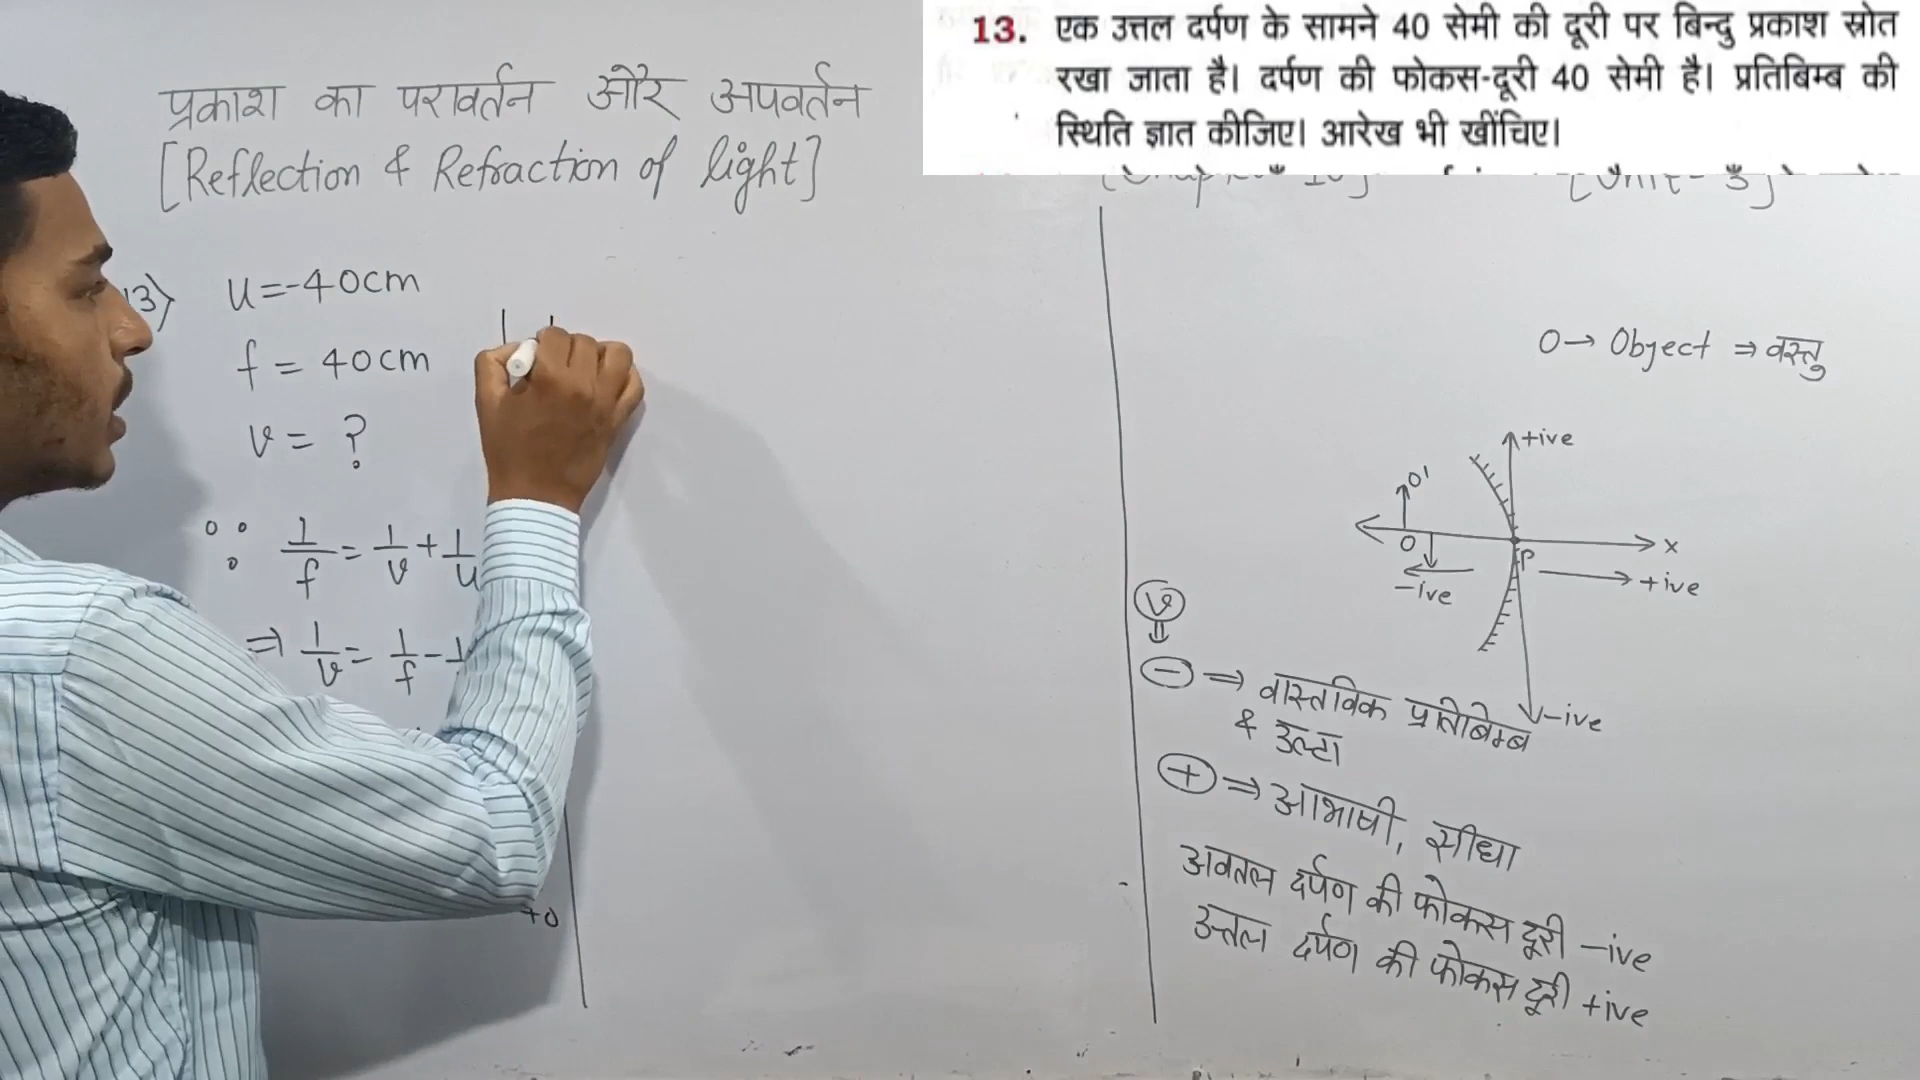 13. एक उत्तल दर्पण के सामने 40 सेमी की दूरी पर बिन्दु प्रकाश स्रोत
रखा जाता है। दर्पण की फोकस-दूरी 40 सेमी है। प्रतिबिम्ब की
स्थिति ज्ञात कीजिए। आरेख भी खींचिए।
प्रकाश का परावर्तन और अपवर्तन
[Reflection & Refraction of light]
13) u=-40cm
f = 40cm
v = ?
1/f = 1/v + 1/u
⇒ 1/v = 1/f - 1
O → Object ⇒ वस्तु
+ive
O'
O
x
P
-ive
+ive
-ive
v
⊖ ⇒ वास्तविक प्रतिबिम्ब
& उल्टा
⊕ ⇒ आभाषी, सीधा
अवतल दर्पण की फोकस दूरी -ive
उत्तल दर्पण की फोकस दूरी +ive